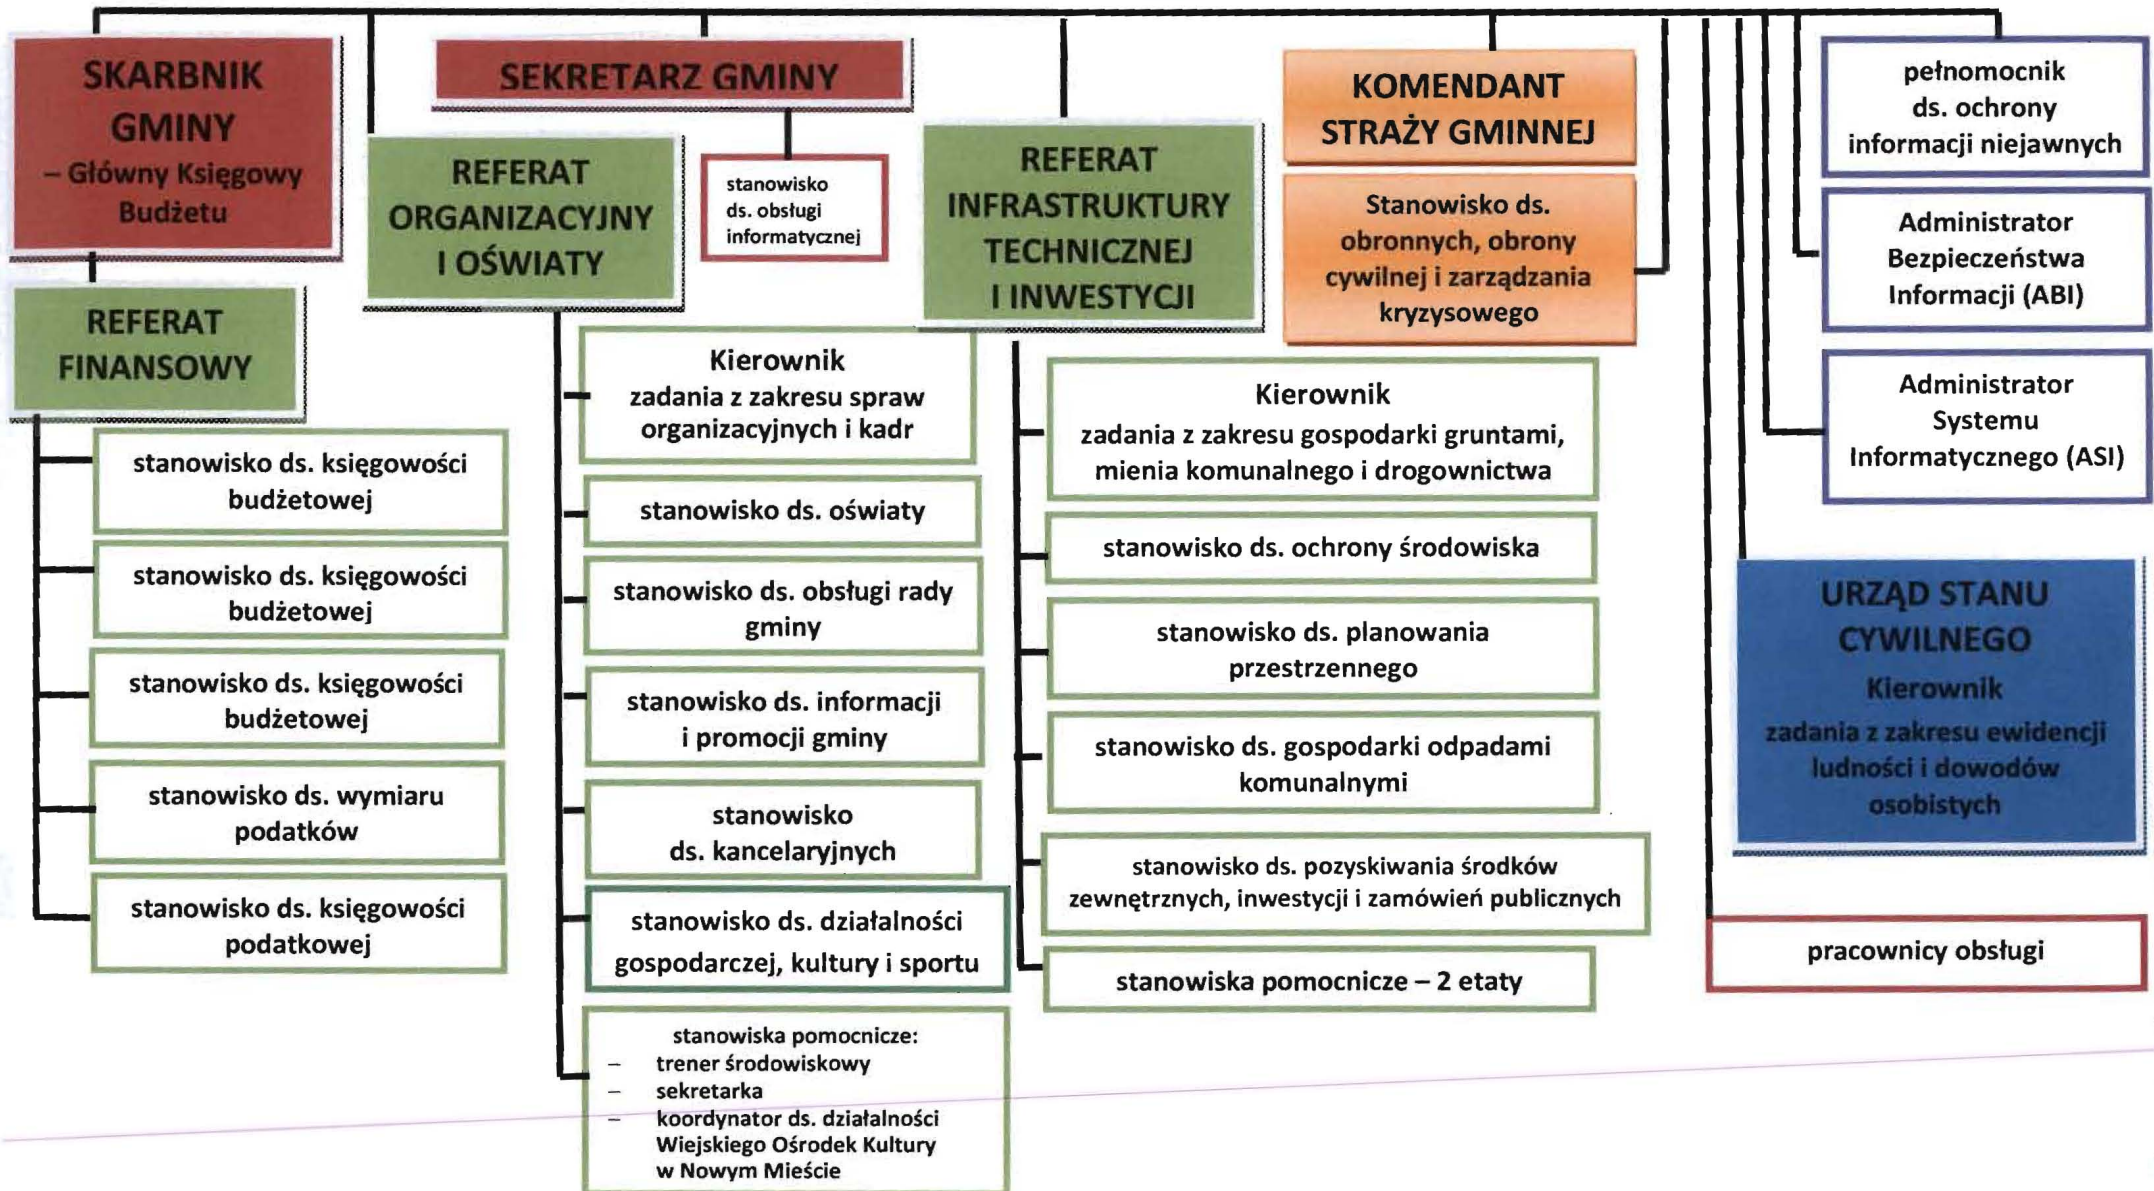 SKARBNIK
GMINY
– Główny Księgowy
Budżetu
REFERAT
FINANSOWY
stanowisko ds. księgowości
budżetowej
stanowisko ds. księgowości
budżetowej
stanowisko ds. księgowości
budżetowej
stanowisko ds. wymiaru
podatków
stanowisko ds. księgowości
podatkowej
REFERAT
ORGANIZACYJNY
I OŚWIATY
Kierownik
zadania z zakresu spraw
organizacyjnych i kadr
stanowisko ds. oświaty
stanowisko ds. obsługi rady
gminy
stanowisko ds. informacji
i promocji gminy
stanowisko
ds. kancelaryjnych
stanowisko ds. działalności
gospodarczej, kultury i sportu
stanowiska pomocnicze:
– trener środowiskowy
– sekretarka
– koordynator ds. działalności
Wiejskiego Ośrodek Kultury
w Nowym Mieście
SEKRETARZ GMINY
stanowisko
ds. obsługi
informatycznej
REFERAT
INFRASTRUKTURY
TECHNICZNEJ
I INWESTYCJI
Kierownik
zadania z zakresu gospodarki gruntami,
mienia komunalnego i drogownictwa
stanowisko ds. ochrony środowiska
stanowisko ds. planowania
przestrzennego
stanowisko ds. gospodarki odpadami
komunalnymi
stanowisko ds. pozyskiwania środków
zewnętrznych, inwestycji i zamówień publicznych
stanowiska pomocnicze – 2 etaty
KOMENDANT
STRAŻY GMINNEJ
Stanowisko ds.
obronnych, obrony
cywilnej i zarządzania
kryzysowego
pełnomocnik
ds. ochrony
informacji niejawnych
Administrator
Bezpieczeństwa
Informacji (ABI)
Administrator
Systemu
Informatycznego (ASI)
URZĄD STANU
CYWILNEGO
Kierownik
zadania z zakresu ewidencji
ludności i dowodów
osobistych
pracownicy obsługi